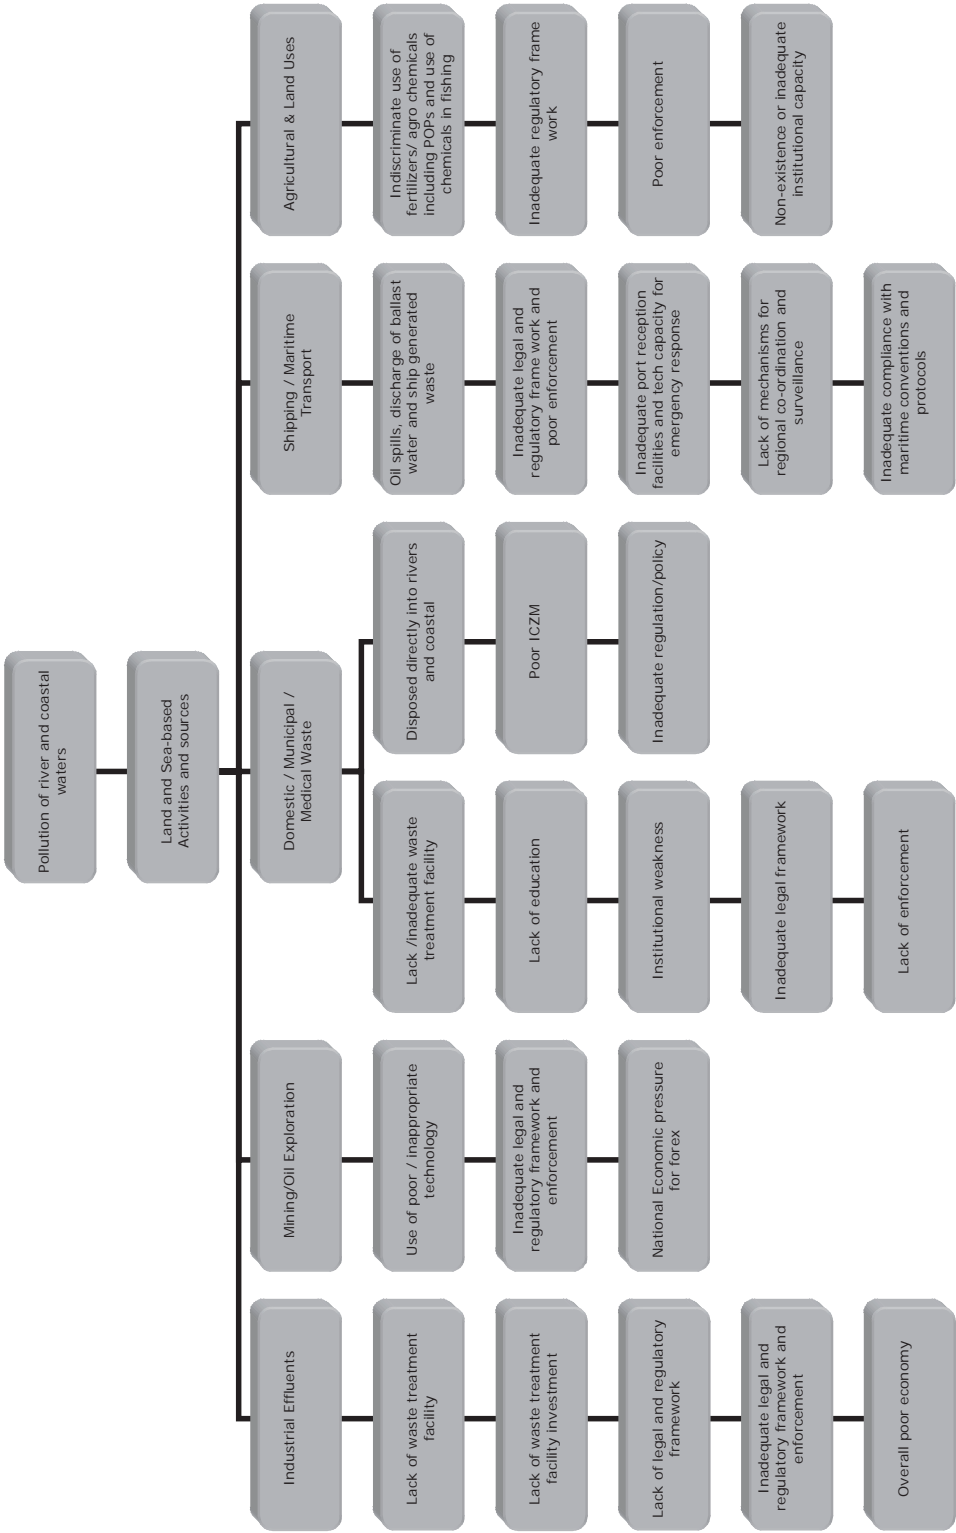 Pollution of river and coastal
waters
Land and Sea-based
Activities and sources
Industrial Effluents
Lack of waste treatment
facility
Lack of waste treatment
facility investment
Lack of legal and regulatory
framework
Inadequate legal and
regulatory framework and
enforcement
Overall poor economy
Mining/Oil Exploration
Use of poor / inappropriate
technology
Inadequate legal and
regulatory framework and
enforcement
National Economic pressure
for forex
Domestic / Municipal /
Medical Waste
Lack /inadequate waste
treatment facility
Lack of education
Institutional weakness
Inadequate legal framework
Lack of enforcement
Disposed directly into rivers
and coastal
Poor ICZM
Inadequate regulation/policy
Shipping / Maritime
Transport
Oil spills, discharge of ballast
water and ship generated
waste
Inadequate legal and
regulatory frame work and
poor enforcement
Inadequate port reception
facilities and tech capacity for
emergency response
Lack of mechanisms for
regional co-ordination and
surveillance
Inadequate compliance with
maritime conventions and
protocols
Agricultural & Land Uses
Indiscriminate use of
fertilizers/ agro chemicals
including POPs and use of
chemicals in fishing
Inadequate regulatory frame
work
Poor enforcement
Non-existence or inadequate
institutional capacity